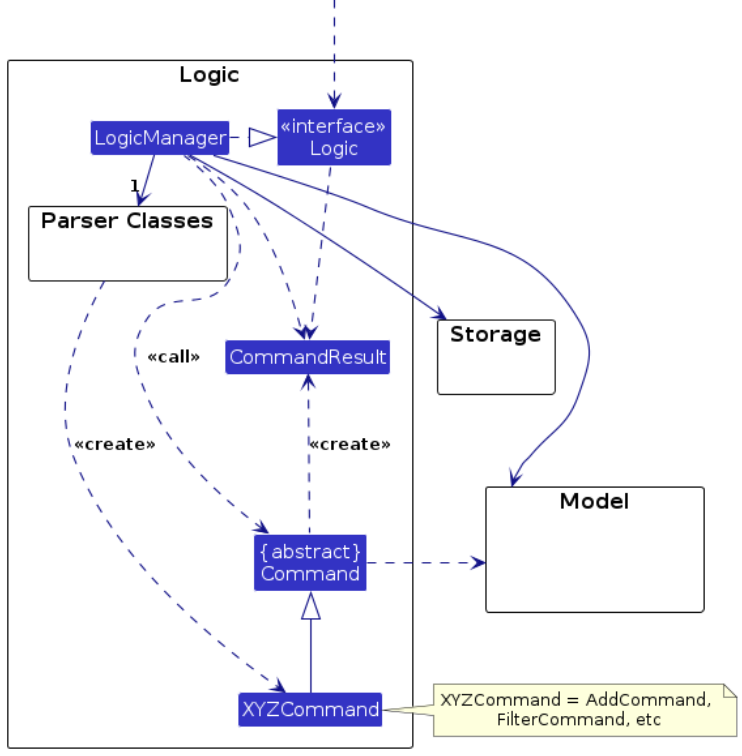 Logic
«interface»
Logic
LogicManager
1
Parser Classes
Storage
CommandResult
«call»
«create»
«create»
Model
{abstract}
Command
XYZCommand
XYZCommand = AddCommand,
FilterCommand, etc